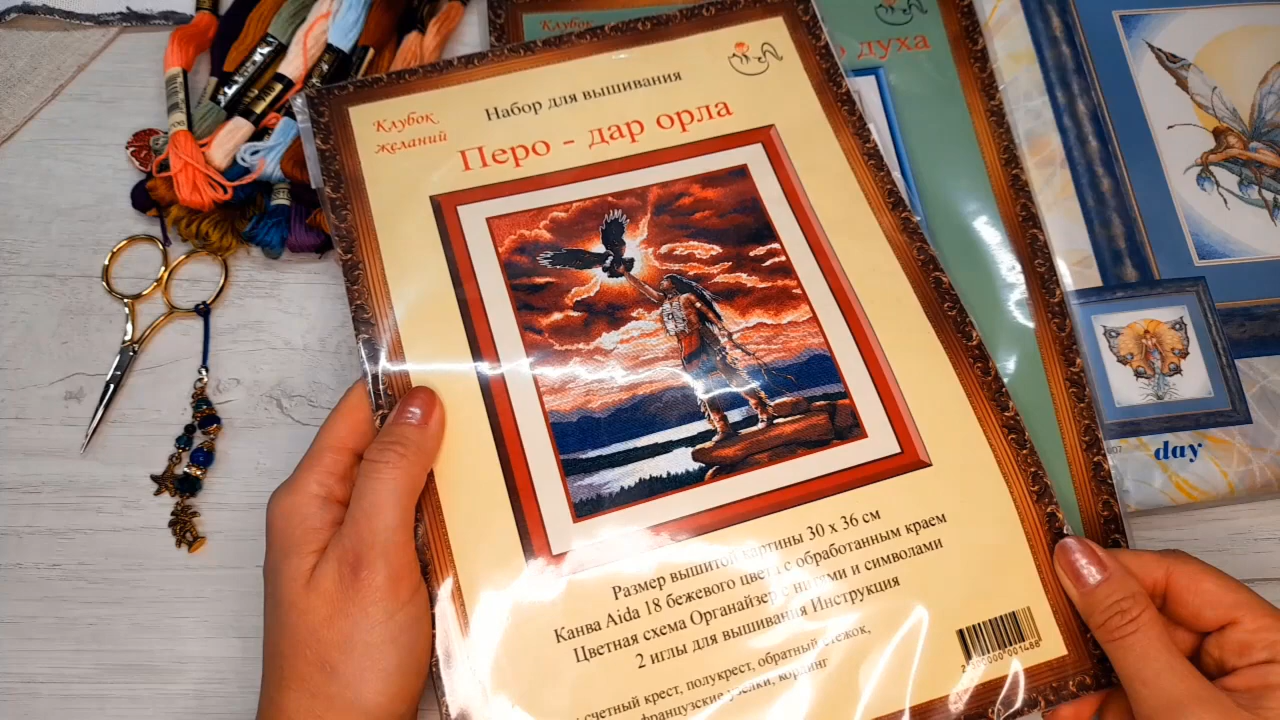 Клубок
желаний
Набор для вышивания
Перо - дар орла
Размер вышитой картины 30 x 36 см
Канва Aida 18 бежевого цвета с обработанным краем
Цветная схема Органайзер с нитями и символами
2 иглы для вышивания Инструкция
счетный крест, полукрест, обратный стежок,
французские узелки, кординг
Клубок
духа
day